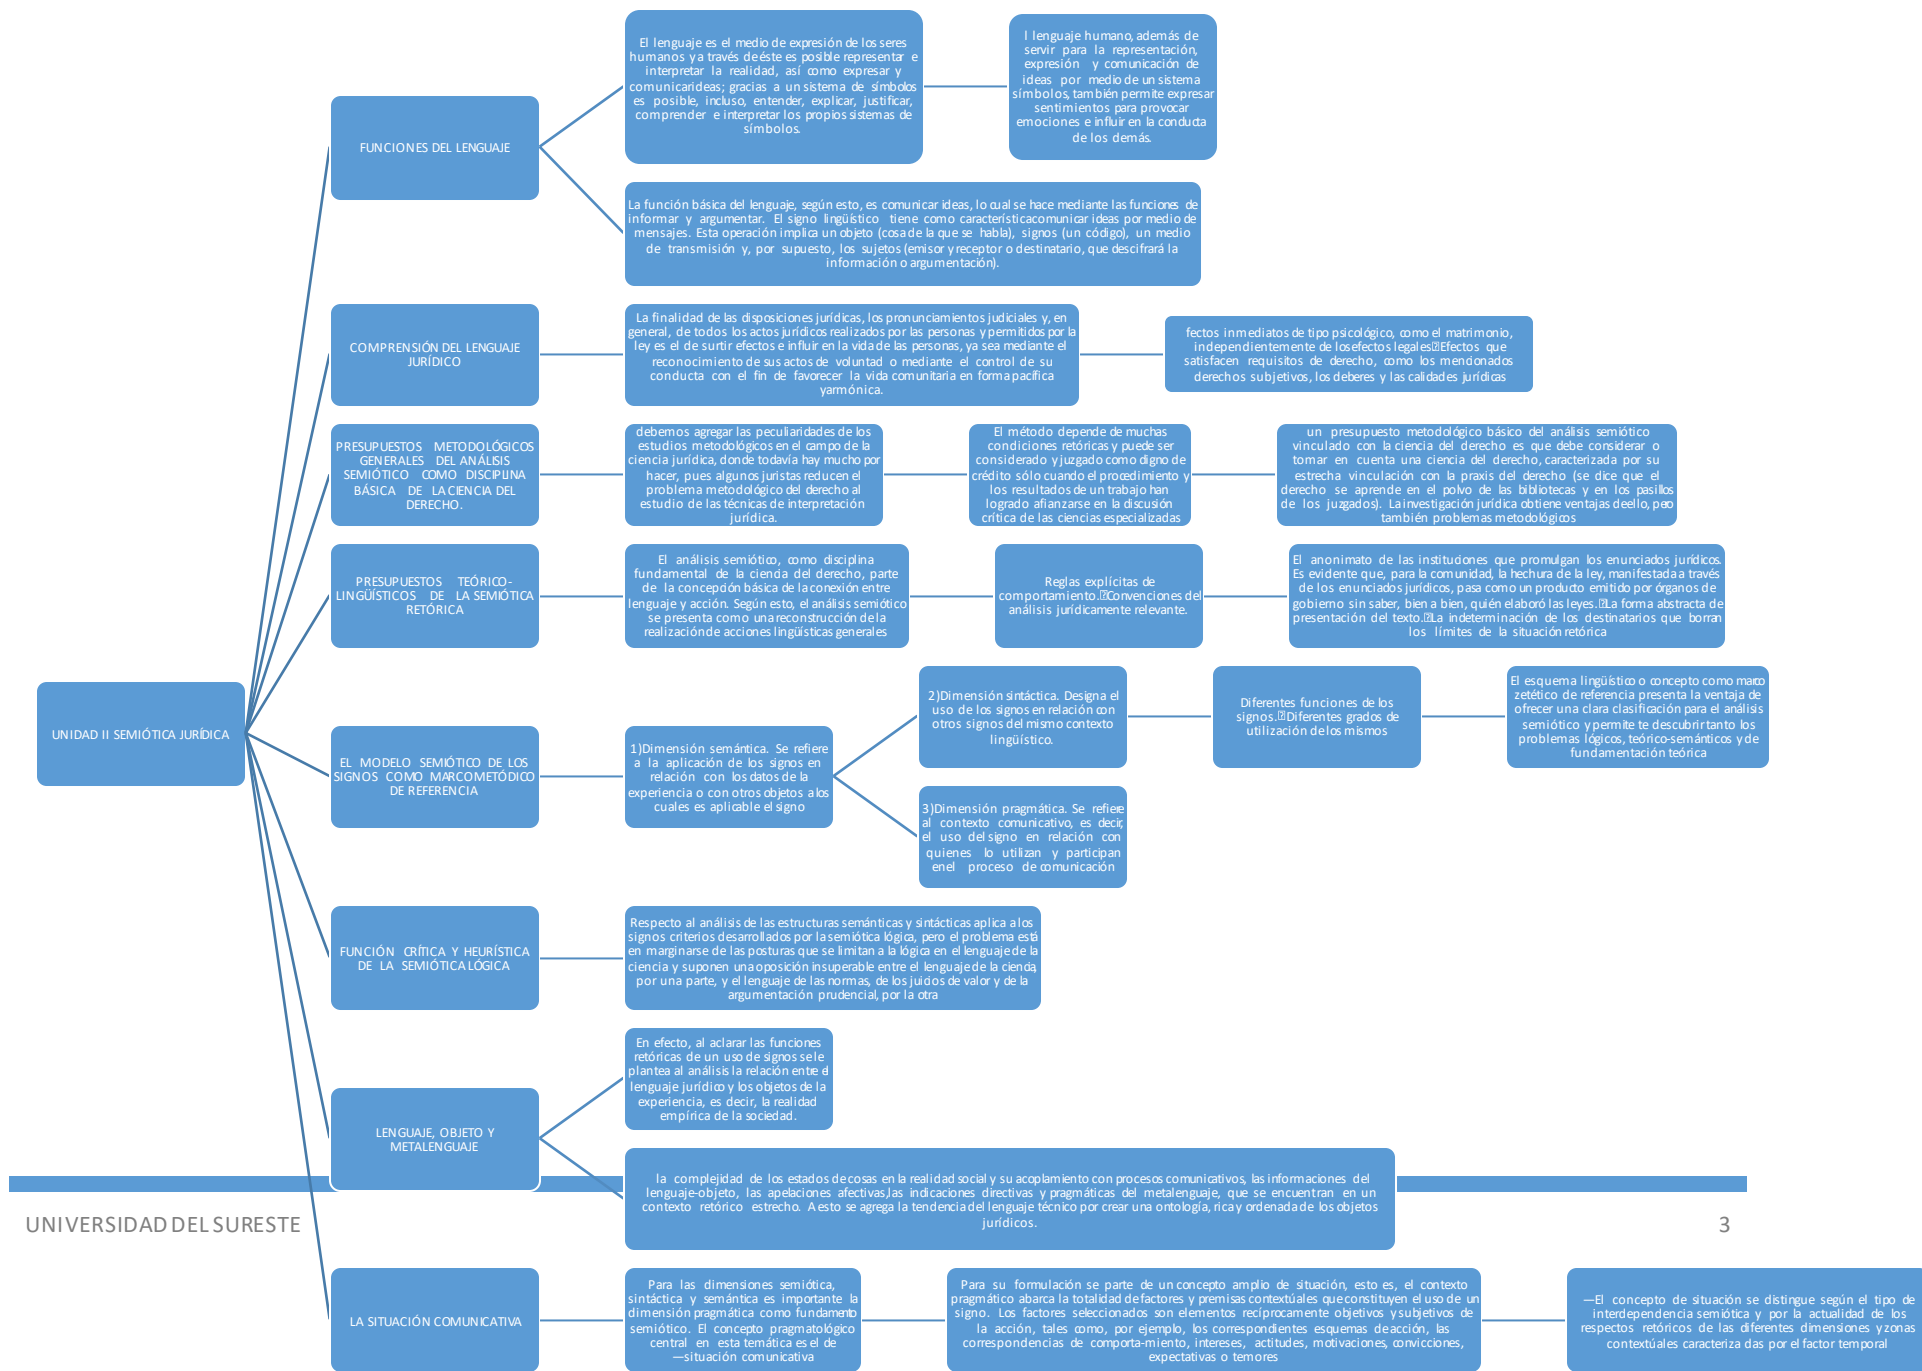 El lenguaje es el medio de expresión de los seres
humanos y a través de éste es posible representar e
interpretar la realidad, así como expresar y
comunicarideas; gracias a un sistema de símbolos
es posible, incluso, entender, explicar, justificar,
comprender e interpretar los propios sistemas de
símbolos.
l lenguaje humano, además de
servir para la representación,
expresión y comunicación de
ideas por medio de un sistema
símbolos, también permite expresar
sentimientos para provocar
emociones e influir en la conducta
de los demás.
FUNCIONES DEL LENGUAJE
La función básica del lenguaje, según esto, es comunicar ideas, lo cual se hace mediante las funciones de
informar y argumentar. El signo lingüístico tiene como característicacomunicar ideas por medio de
mensajes. Esta operación implica un objeto (cosa de la que se habla), signos (un código), un medio
de transmisión y, por supuesto, los sujetos (emisor y receptor o destinatario, que descifrará la
información o argumentación).
COMPRENSIÓN DEL LENGUAJE
JURÍDICO
La finalidad de las disposiciones jurídicas, los pronunciamientos judiciales y, en
general, de todos los actos jurídicos realizados por las personas y permitidos por la
ley es el de surtir efectos e influir en la vida de las personas, ya sea mediante el
reconocimiento de sus actos de voluntad o mediante el control de su
conducta con el fin de favorecer la vida comunitaria en forma pacífica
yarmónica.
fectos inmediatos de tipo psicológico, como el matrimonio,
independientemente de losefectos legales Efectos que
satisfacen requisitos de derecho, como los mencionados
derechos subjetivos, los deberes y las calidades jurídicas
PRESUPUESTOS METODOLÓGICOS
GENERALES DEL ANÁLISIS
SEMIÓTICO COMO DISCIPLINA
BÁSICA DE LA CIENCIA DEL
DERECHO.
debemos agregar las peculiaridades de los
estudios metodológicos en el campo de la
ciencia jurídica, donde todavía hay mucho por
hacer, pues algunos juristas reducen el
problema metodológico del derecho al
estudio de las técnicas de interpretación
jurídica.
El método depende de muchas
condiciones retóricas y puede ser
considerado y juzgado como digno de
crédito sólo cuando el procedimiento y
los resultados de un trabajo han
logrado afianzarse en la discusión
crítica de las ciencias especializadas
un presupuesto metodológico básico del análisis semiótico
vinculado con la ciencia del derecho es que debe considerar o
tomar en cuenta una ciencia del derecho, caracterizada por su
estrecha vinculación con la praxis del derecho (se dice que el
derecho se aprende en el polvo de las bibliotecas y en los pasillos
de los juzgados). La investigación jurídica obtiene ventajas deello, pero
también problemas metodológicos
PRESUPUESTOS TEÓRICO-
LINGÜÍSTICOS DE LA SEMIÓTICA
RETÓRICA
El análisis semiótico, como disciplina
fundamental de la ciencia del derecho, parte
de la concepción básica de la conexión entre
lenguaje y acción. Según esto, el análisis semiótico
se presenta como una reconstrucción de la
realización de acciones lingüísticas generales
Reglas explícitas de
comportamiento. Convenciones del
análisis jurídicamente relevante.
El anonimato de las instituciones que promulgan los enunciados jurídicos.
Es evidente que, para la comunidad, la hechura de la ley, manifestada a través
de los enunciados jurídicos, pasa como un producto emitido por órganos de
gobierno sin saber, bien a bien, quién elaboró las leyes. La forma abstracta de
presentación del texto. La indeterminación de los destinatarios que borran
los límites de la situación retórica
UNIDAD II SEMIÓTICA JURÍDICA
EL MODELO SEMIÓTICO DE LOS
SIGNOS COMO MARCOMETÓDICO
DE REFERENCIA
1)Dimensión semántica. Se refiere
a la aplicación de los signos en
relación con los datos de la
experiencia o con otros objetos a los
cuales es aplicable el signo
2)Dimensión sintáctica. Designa el
uso de los signos en relación con
otros signos del mismo contexto
lingüístico.
Diferentes funciones de los
signos. Diferentes grados de
utilización de los mismos
El esquema lingüístico o concepto como marco
zetético de referencia presenta la ventaja de
ofrecer una clara clasificación para el análisis
semiótico y permite te descubrir tanto los
problemas lógicos, teórico-semánticos y de
fundamentación teórica
3)Dimensión pragmática. Se refiere
al contexto comunicativo, es decir,
el uso del signo en relación con
quienes lo utilizan y participan
enel proceso de comunicación
FUNCIÓN CRÍTICA Y HEURÍSTICA
DE LA SEMIÓTICA LÓGICA
Respecto al análisis de las estructuras semánticas y sintácticas aplica a los
signos criterios desarrollados por la semiótica lógica, pero el problema está
en marginarse de las posturas que se limitan a la lógica en el lenguaje de la
ciencia y suponen una oposición insuperable entre el lenguaje de la ciencia,
por una parte, y el lenguaje de las normas, de los juicios de valor y de la
argumentación prudencial, por la otra
LENGUAJE, OBJETO Y
METALENGUAJE
En efecto, al aclarar las funciones
retóricas de un uso de signos se le
plantea al análisis la relación entre el
lenguaje jurídico y los objetos de la
experiencia, es decir, la realidad
empírica de la sociedad.
la complejidad de los estados de cosas en la realidad social y su acoplamiento con procesos comunicativos, las informaciones del
lenguaje-objeto, las apelaciones afectivas,las indicaciones directivas y pragmáticas del metalenguaje, que se encuentran en un
contexto retórico estrecho. A esto se agrega la tendencia del lenguaje técnico por crear una ontología, rica y ordenada de los objetos
jurídicos.
UNIVERSIDAD DEL SURESTE
3
LA SITUACIÓN COMUNICATIVA
Para las dimensiones semiótica,
sintáctica y semántica es importante la
dimensión pragmática como fundamento
semiótico. El concepto pragmatológico
central en esta temática es el de
―situación comunicativa
Para su formulación se parte de un concepto amplio de situación, esto es, el contexto
pragmático abarca la totalidad de factores y premisas contextúales que constituyen el uso de un
signo. Los factores seleccionados son elementos recíprocamente objetivos y subjetivos de
la acción, tales como, por ejemplo, los correspondientes esquemas de acción, las
correspondencias de comporta-miento, intereses, actitudes, motivaciones, convicciones,
expectativas o temores
―El concepto de situación se distingue según el tipo de
interdependencia semiótica y por la actualidad de los
respectos retóricos de las diferentes dimensiones y zonas
contextúales caracteriza das por el factor temporal